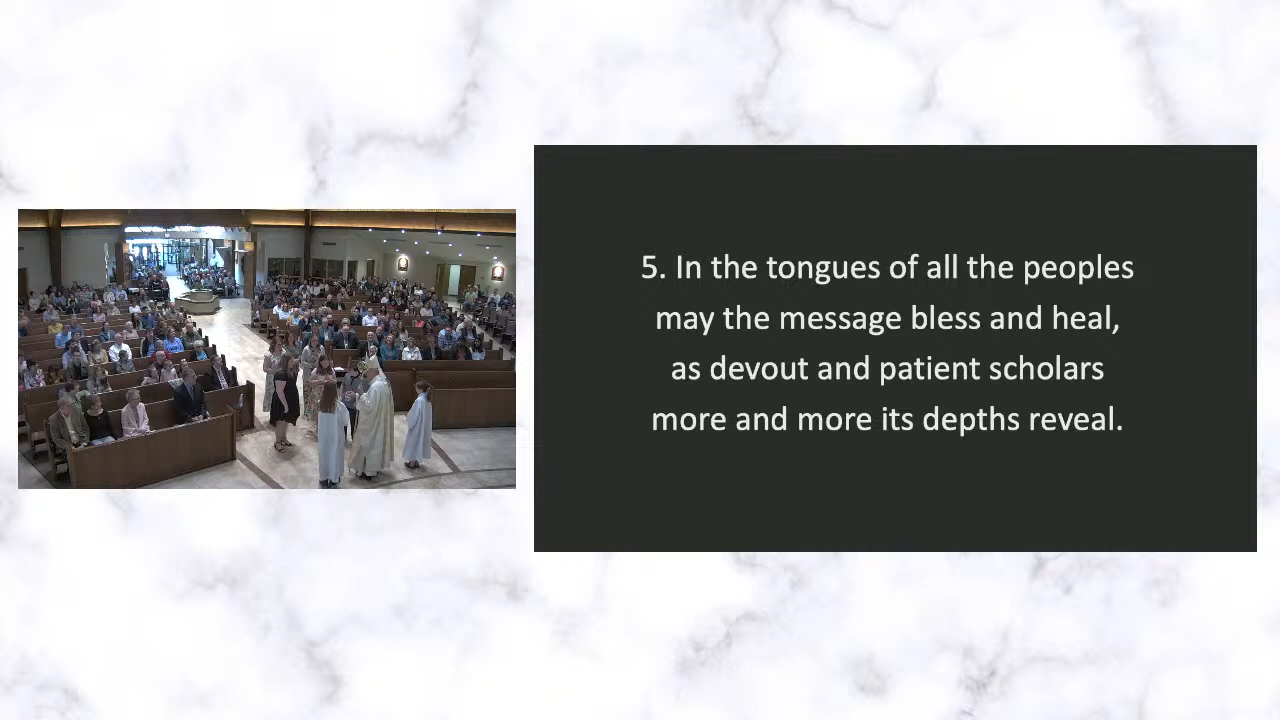 5. In the tongues of all the peoples
may the message bless and heal,
as devout and patient scholars
more and more its depths reveal.